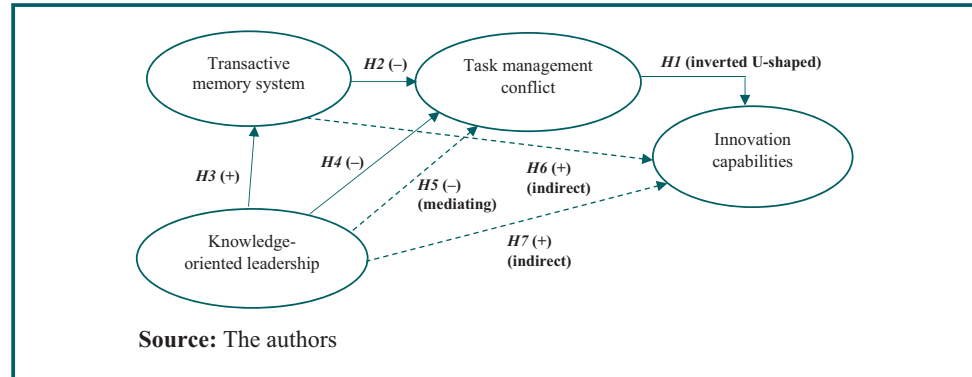 Transactive
memory system
H2 (–)
Task management
conflict
H1 (inverted U-shaped)
Innovation
capabilities
H3 (+)
H4 (–)
H5 (–)
(mediating)
H6 (+)
(indirect)
H7 (+)
(indirect)
Knowledge-
oriented leadership
Source: The authors